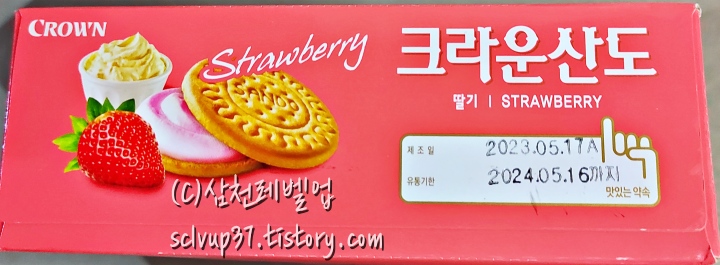 CROWN
Strawberry
크라운산도
딸기 | STRAWBERRY
제조일 2023.05.17A
유통기한 2024.05.16까지
맛있는 약속
(C)삼천레벨업
sclvup37.tistory.com